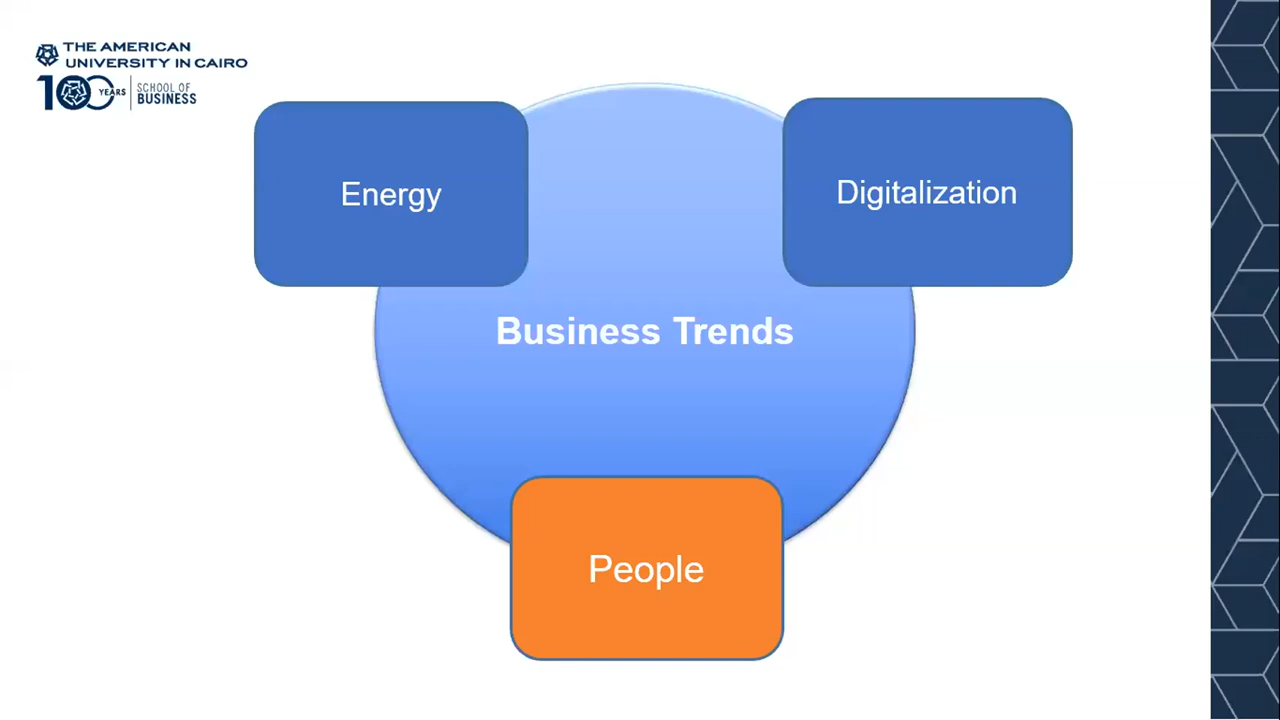 THE AMERICAN
UNIVERSITY IN CAIRO
100 YEARS
SCHOOL OF
BUSINESS
Energy
Digitalization
Business Trends
People